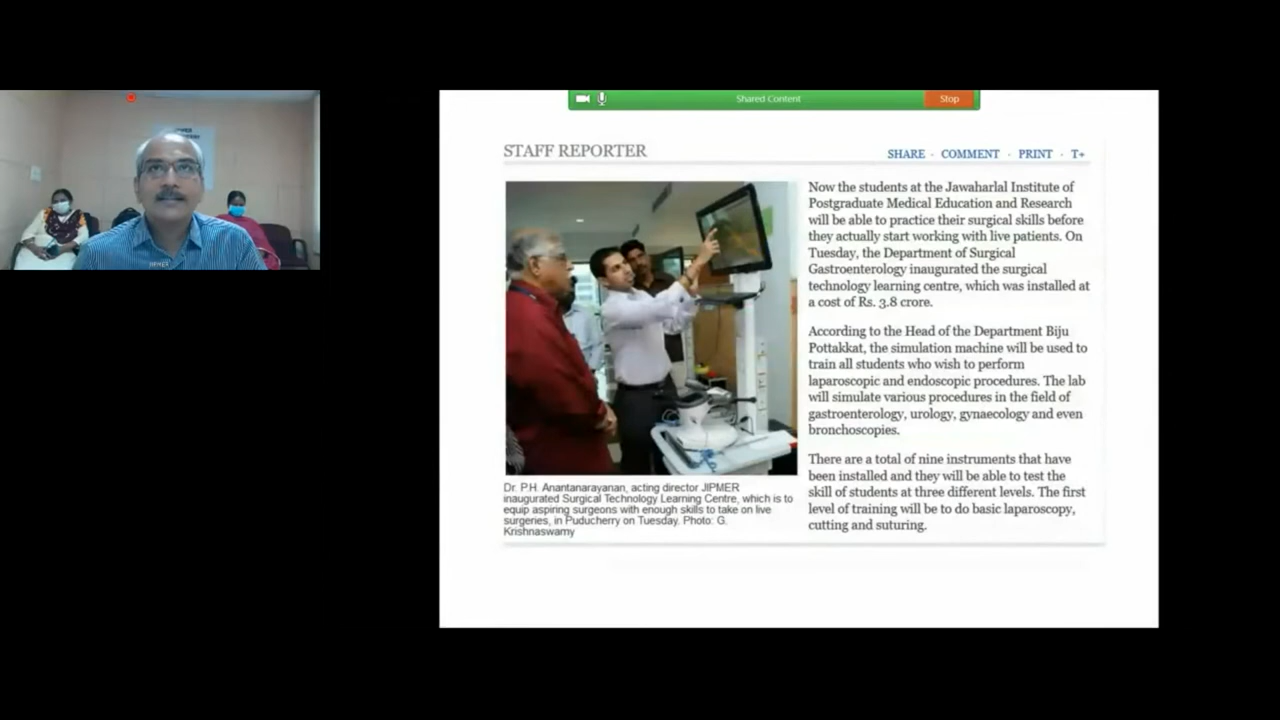 Shared Content
Stop
STAFF REPORTER
SHARE · COMMENT · PRINT · T+
Now the students at the Jawaharlal Institute of
Postgraduate Medical Education and Research
will be able to practice their surgical skills before
they actually start working with live patients. On
Tuesday, the Department of Surgical
Gastroenterology inaugurated the surgical
technology learning centre, which was installed at
a cost of Rs. 3.8 crore.
According to the Head of the Department Biju
Pottakkat, the simulation machine will be used to
train all students who wish to perform
laparoscopic and endoscopic procedures. The lab
will simulate various procedures in the field of
gastroenterology, urology, gynaecology and even
bronchoscopies.
There are a total of nine instruments that have
been installed and they will be able to test the
skill of students at three different levels. The first
level of training will be to do basic laparoscopy,
cutting and suturing.
Dr. P.H. Anantanarayanan, acting director JIPMER
inaugurated Surgical Technology Learning Centre, which is to
equip aspiring surgeons with enough skills to take on live
surgeries, in Puducherry on Tuesday. Photo: G.
Krishnaswamy
JIPMER